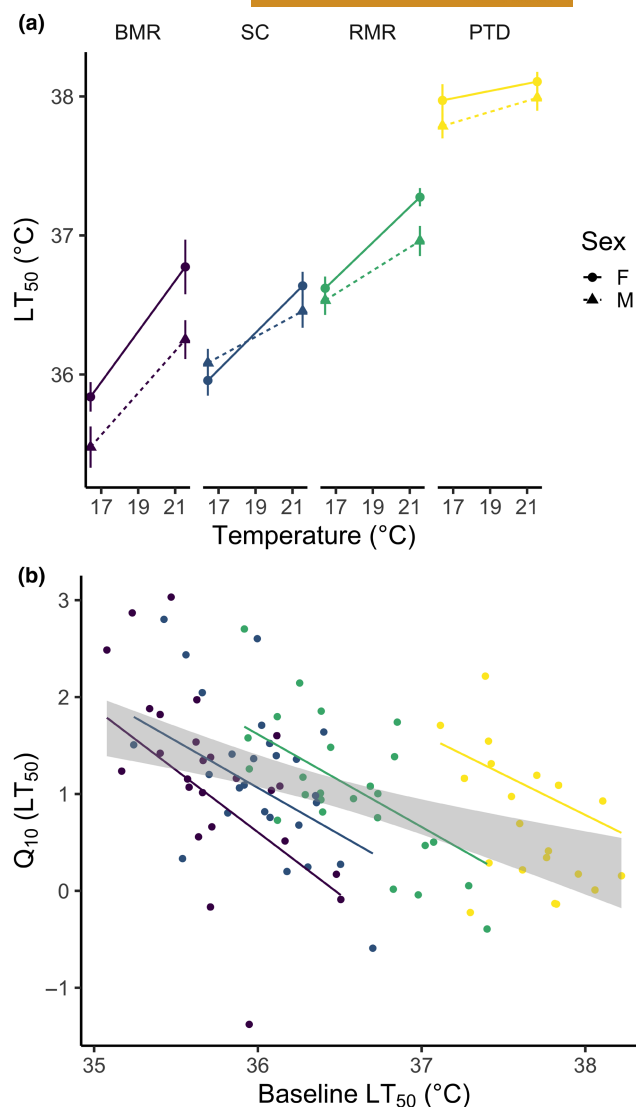 (a)
BMR SC RMR PTD
38
37
36
LT50 (°C)
Sex
F
M
17 19 21 17 19 21 17 19 21 17 19 21
Temperature (°C)
(b)
3
2
1
0
−1
Q10 (LT50)
35 36 37 38
Baseline LT50 (°C)